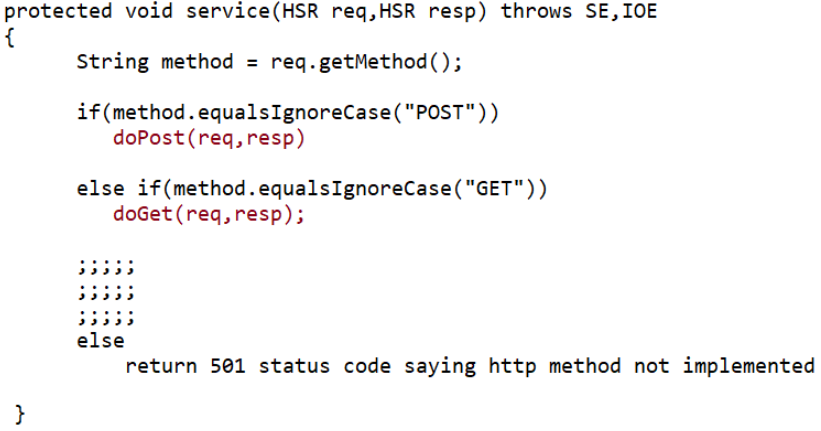 protected void service(HSR req,HSR resp) throws SE,IOE
{
String method = req.getMethod();
if(method.equalsIgnoreCase("POST"))
doPost(req,resp)
else if(method.equalsIgnoreCase("GET"))
doGet(req,resp);
;;;;;
;;;;;
;;;;;
else
return 501 status code saying http method not implemented
}